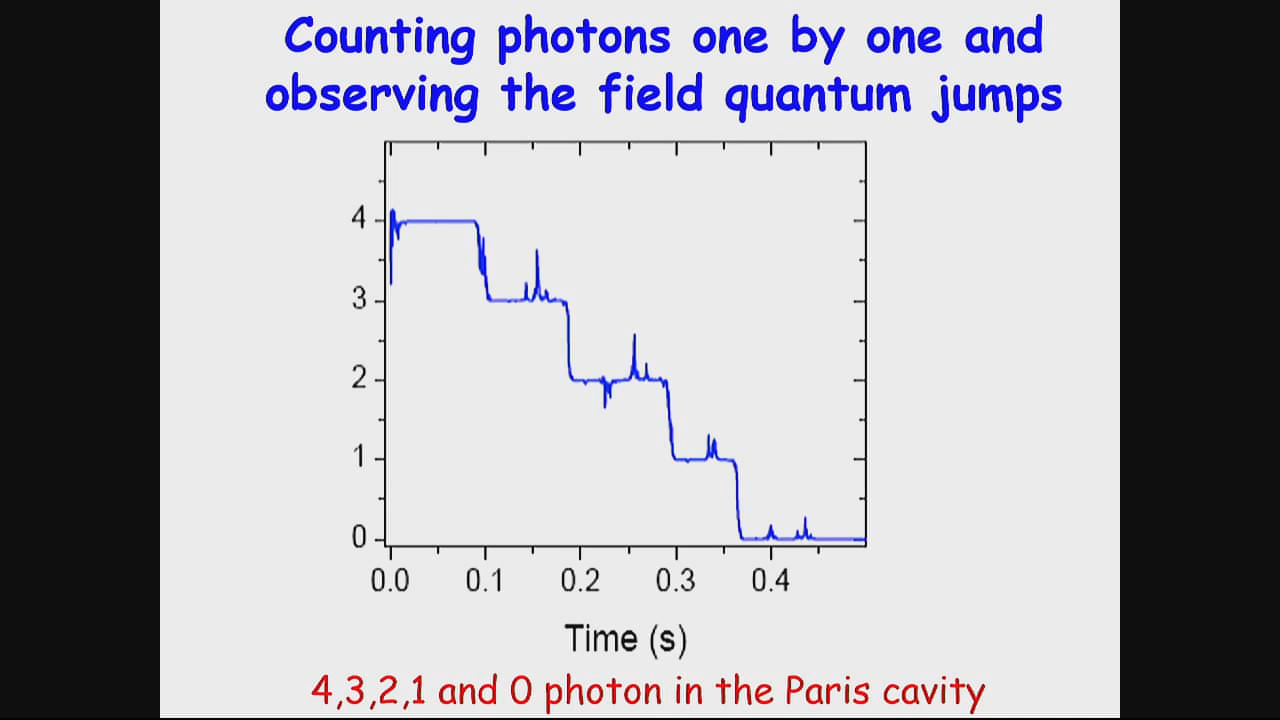 Counting photons one by one and
observing the field quantum jumps
4
3
2
1
0
0.0 0.1 0.2 0.3 0.4
Time (s)
4,3,2,1 and 0 photon in the Paris cavity